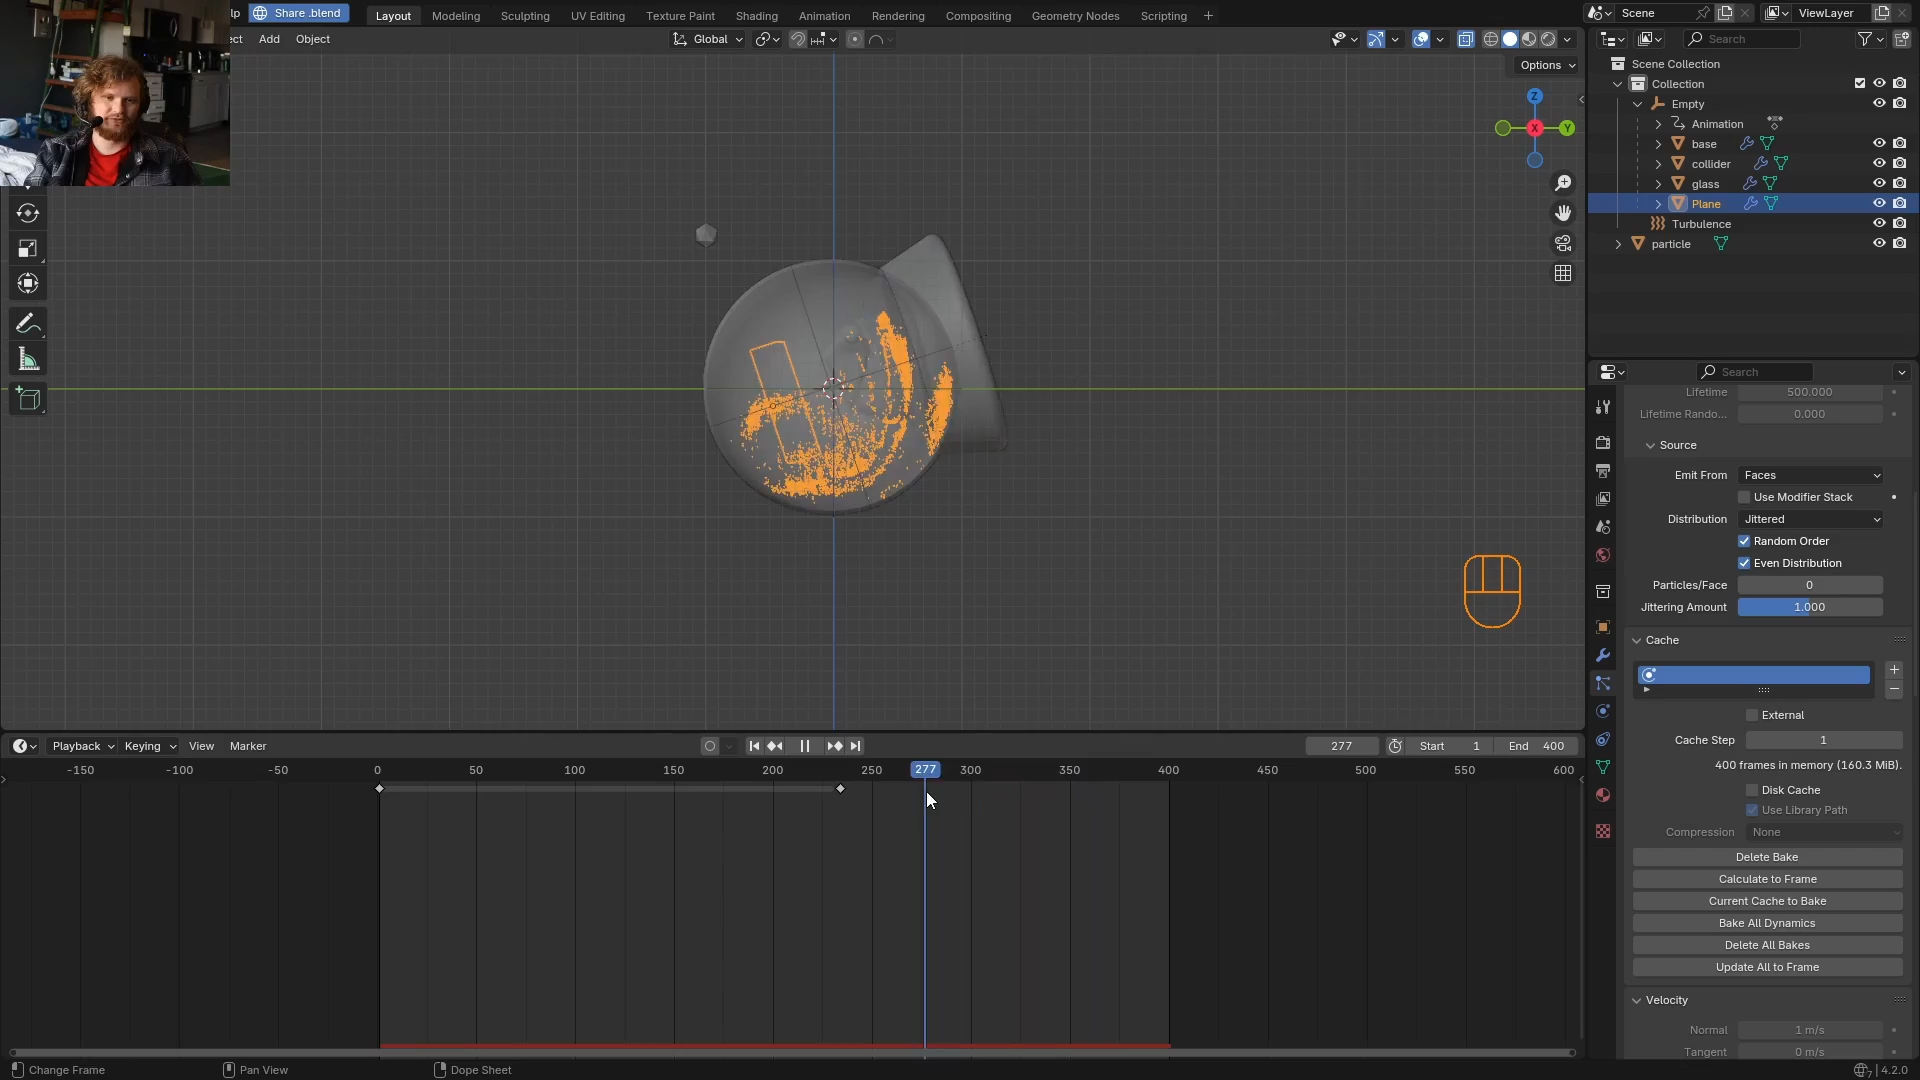 lp
Share .blend
Layout
Modeling
Sculpting
UV Editing
Texture Paint
Shading
Animation
Rendering
Compositing
Geometry Nodes
Scripting
+
Scene
ViewLayer
ect
Add
Object
Global
Search
Options
Scene Collection
Collection
Empty
Animation
base
collider
glass
Plane
Turbulence
particle
Z
X
Y
Search
Lifetime 500.000
Lifetime Rando... 0.000
Source
Emit From Faces
Use Modifier Stack
Distribution Jittered
Random Order
Even Distribution
Particles/Face 0
Jittering Amount 1.000
Cache
External
Cache Step 1
400 frames in memory (160.3 MiB).
Disk Cache
Use Library Path
Compression None
Delete Bake
Calculate to Frame
Current Cache to Bake
Bake All Dynamics
Delete All Bakes
Update All to Frame
Velocity
Normal 1 m/s
Tangent 0 m/s
Playback Keying View Marker 277 Start 1 End 400
-150 -100 -50 0 50 100 150 200 250 277 300 350 400 450 500 550 600
Change Frame Pan View Dope Sheet 4.2.0